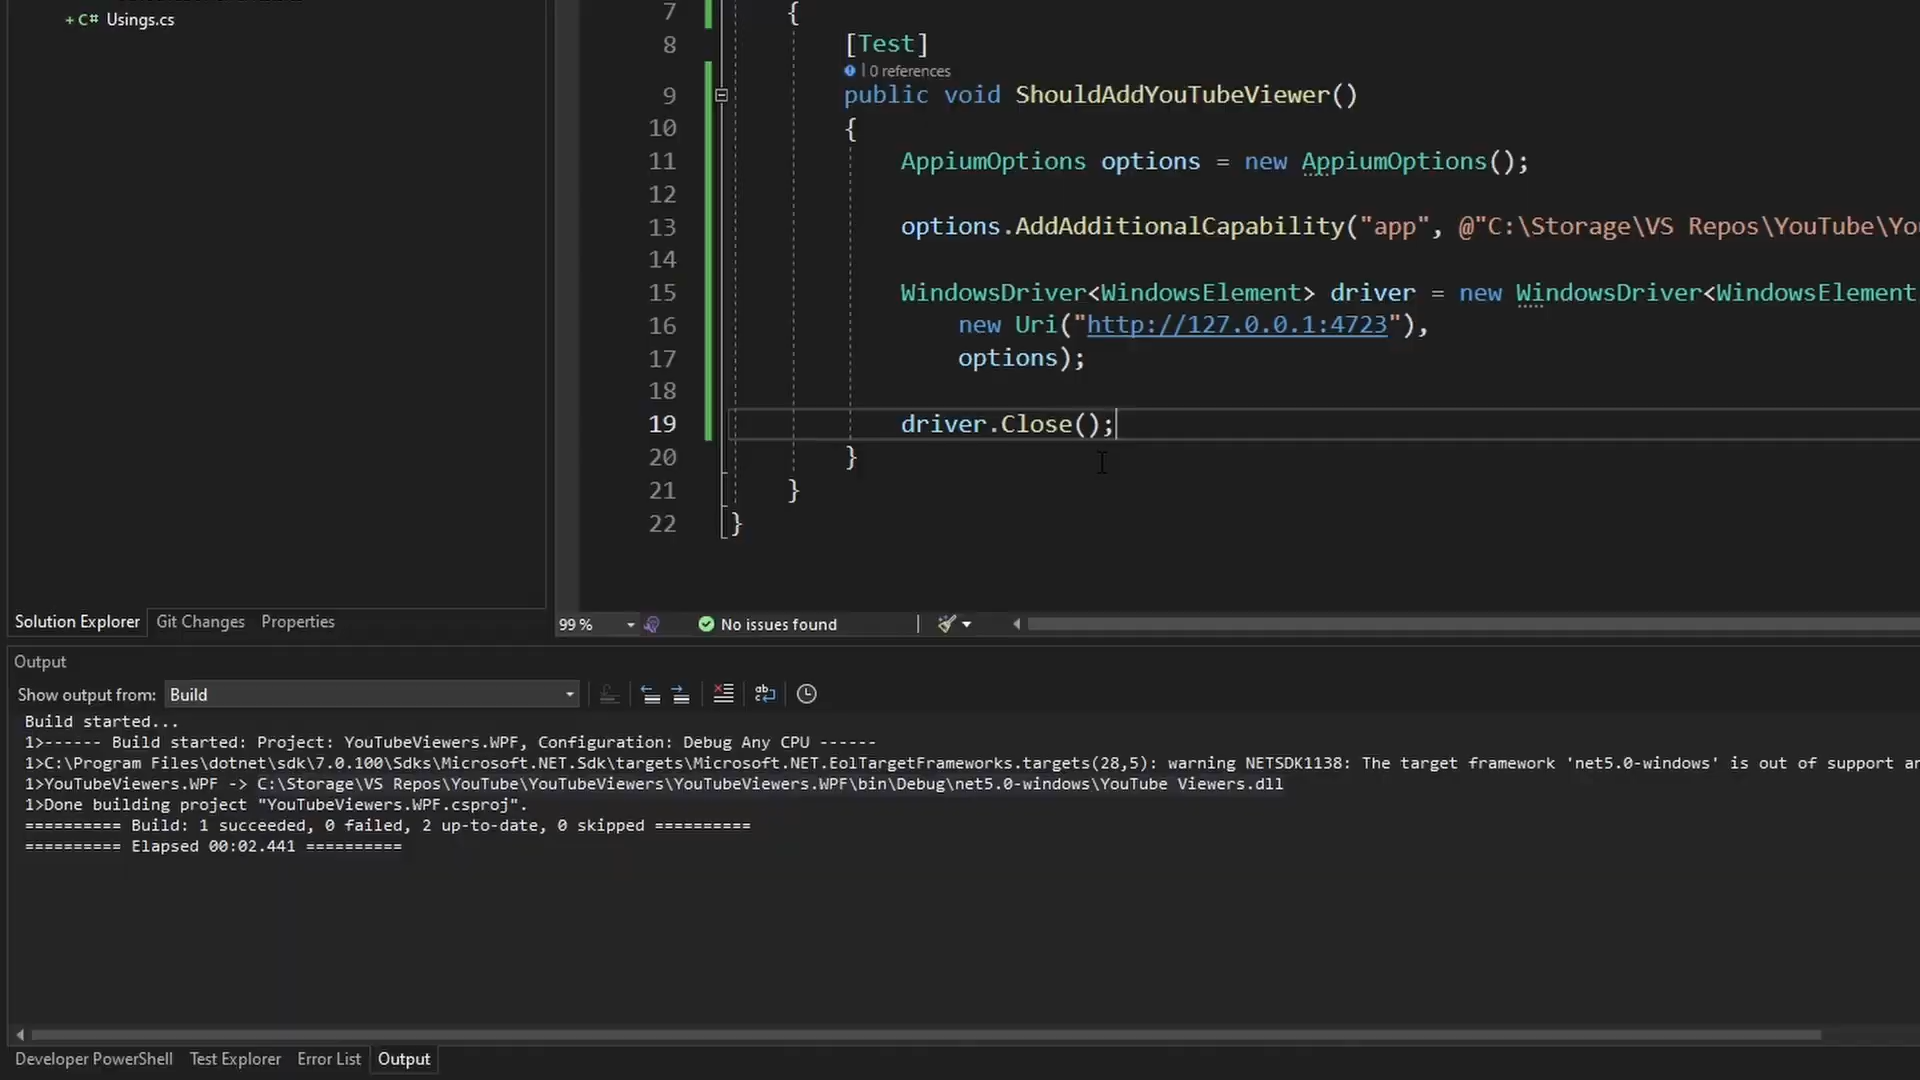 + C# Usings.cs
7 {
8 [Test]
| 0 references
9 public void ShouldAddYouTubeViewer()
10 {
11 AppiumOptions options = new AppiumOptions();
12
13 options.AddAdditionalCapability("app", @"C:\Storage\VS Repos\YouTube\You
14
15 WindowsDriver<WindowsElement> driver = new WindowsDriver<WindowsElement
16 new Uri("http://127.0.0.1:4723"),
17 options);
18
19 driver.Close();
20 }
21 }
22 }
Solution Explorer Git Changes Properties
99 % No issues found
Output
Show output from: Build
Build started...
1>------ Build started: Project: YouTubeViewers.WPF, Configuration: Debug Any CPU ------
1>C:\Program Files\dotnet\sdk\7.0.100\Sdks\Microsoft.NET.Sdk\targets\Microsoft.NET.EolTargetFrameworks.targets(28,5): warning NETSDK1138: The target framework 'net5.0-windows' is out of support an
1>YouTubeViewers.WPF -> C:\Storage\VS Repos\YouTube\YouTubeViewers\YouTubeViewers.WPF\bin\Debug\net5.0-windows\YouTube Viewers.dll
1>Done building project "YouTubeViewers.WPF.csproj".
========== Build: 1 succeeded, 0 failed, 2 up-to-date, 0 skipped ==========
========== Elapsed 00:02.441 ==========
Developer PowerShell Test Explorer Error List Output